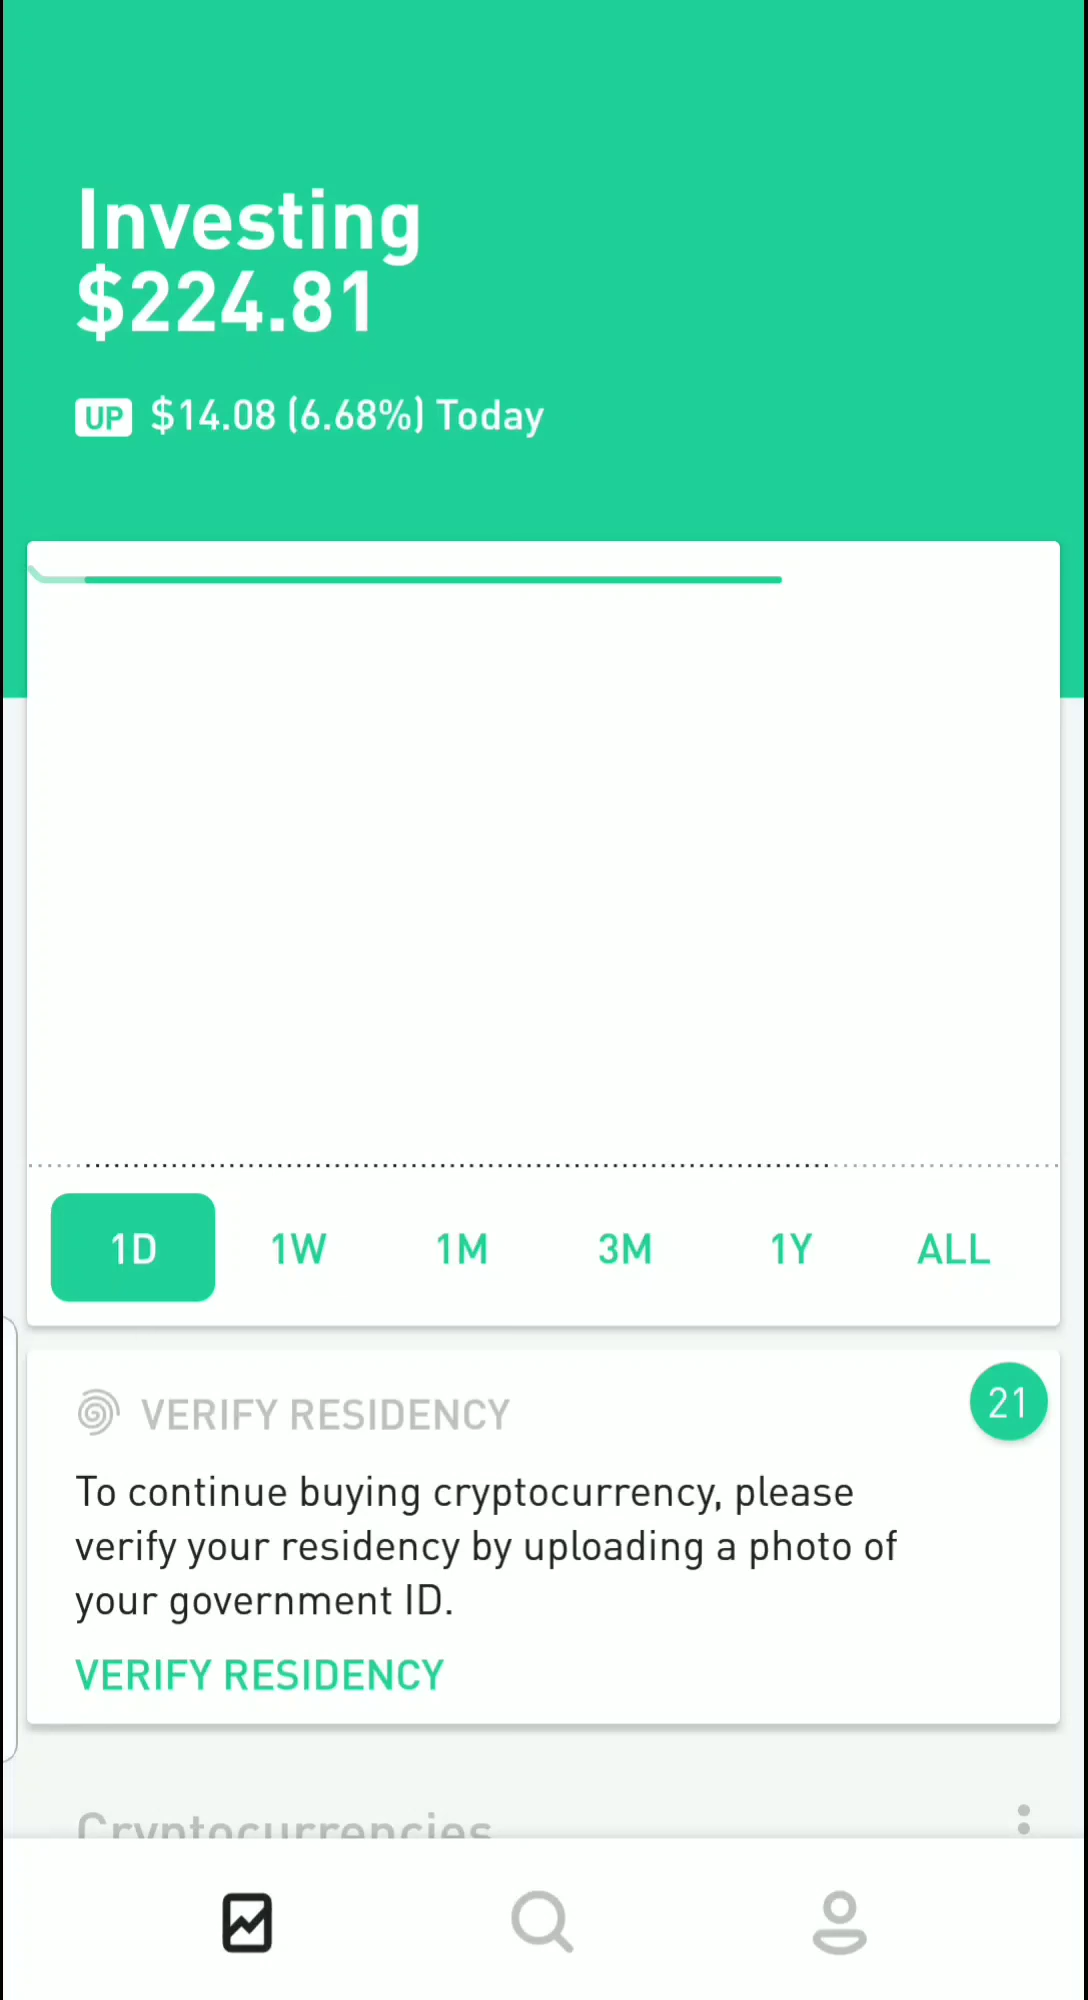 Investing
$224.81
UP $14.08 (6.68%) Today
1D 1W 1M 3M 1Y ALL
VERIFY RESIDENCY
21
To continue buying cryptocurrency, please
verify your residency by uploading a photo of
your government ID.
VERIFY RESIDENCY
Cryptocurrencies